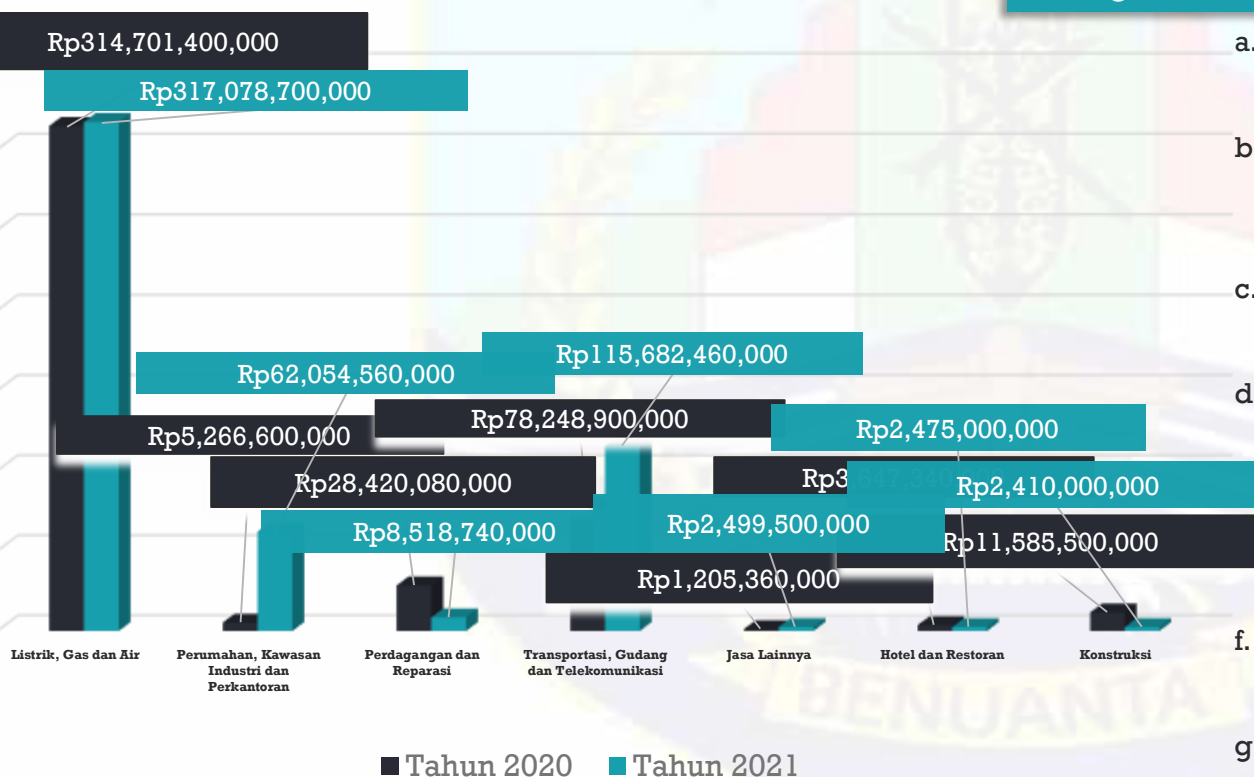 Rp314,701,400,000
a.
Rp317,078,700,000
b
c.
Rp115,682,460,000
Rp62,054,560,000
d
Rp78,248,900,000
Rp5,266,600,000
Rp2,475,000,000
Rp28,420,080,000
Rp2,410,000,000
Rp8,518,740,000
Rp2,499,500,000
Rp11,585,500,000
Rp1,205,360,000
f.
Listrik, Gas dan Air
Perumahan, Kawasan
Industri dan
Perkantoran
Perdagangan dan
Reparasi
Transportasi, Gudang
dan Telekomunikasi
Jasa Lainnya
Hotel dan Restoran
Konstruksi
BENUANTA
g
Tahun 2020
Tahun 2021